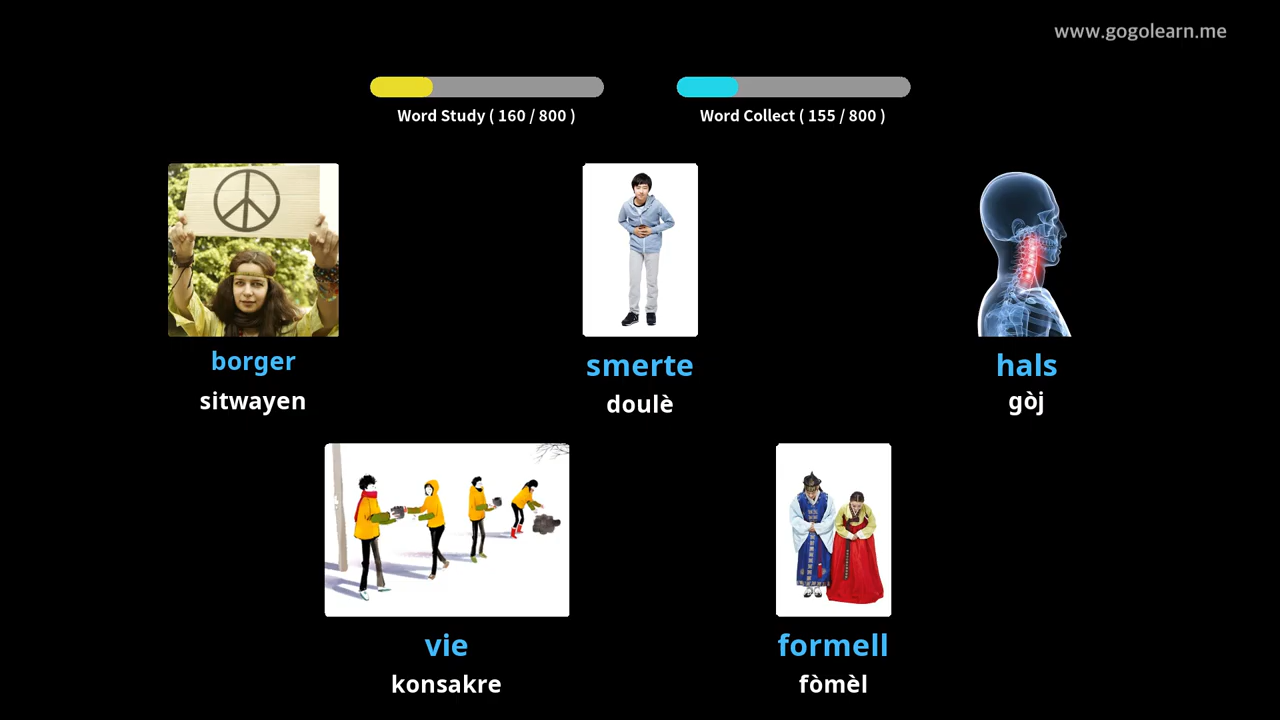 www.gogolearn.me
Word Study ( 160 / 800 )
Word Collect ( 155 / 800 )
borger
sitwayen
smerte
doulè
hals
gòj
vie
konsakre
formell
fòmèl